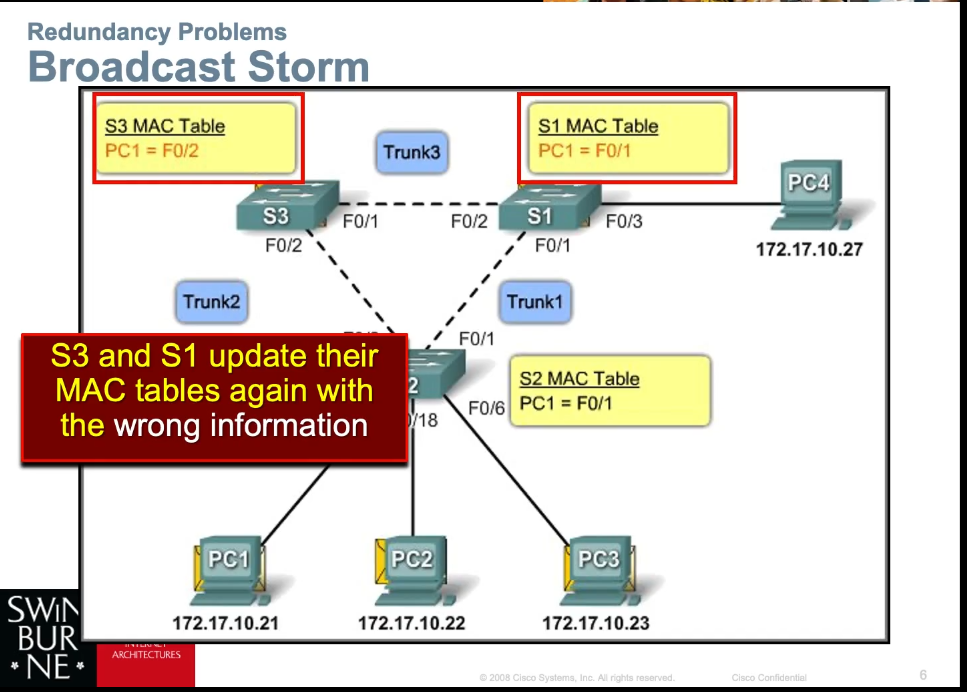 Redundancy Problems
Broadcast Storm
S3 MAC Table
PC1 = F0/2
Trunk3
S1 MAC Table
PC1 = F0/1
PC4
S3
F0/1
F0/2
S1
F0/3
F0/2
F0/1
172.17.10.27
Trunk2
Trunk1
F0/1
S3 and S1 update their
MAC tables again with
the wrong information
2
S2 MAC Table
PC1 = F0/1
F0/6
0/18
PC1
PC2
PC3
172.17.10.21
172.17.10.22
172.17.10.23
SWIN
BUR
* NE *
INTERNET
ARCHITECTURES
© 2008 Cisco Systems, Inc. All rights reserved.
Cisco Confidential
6